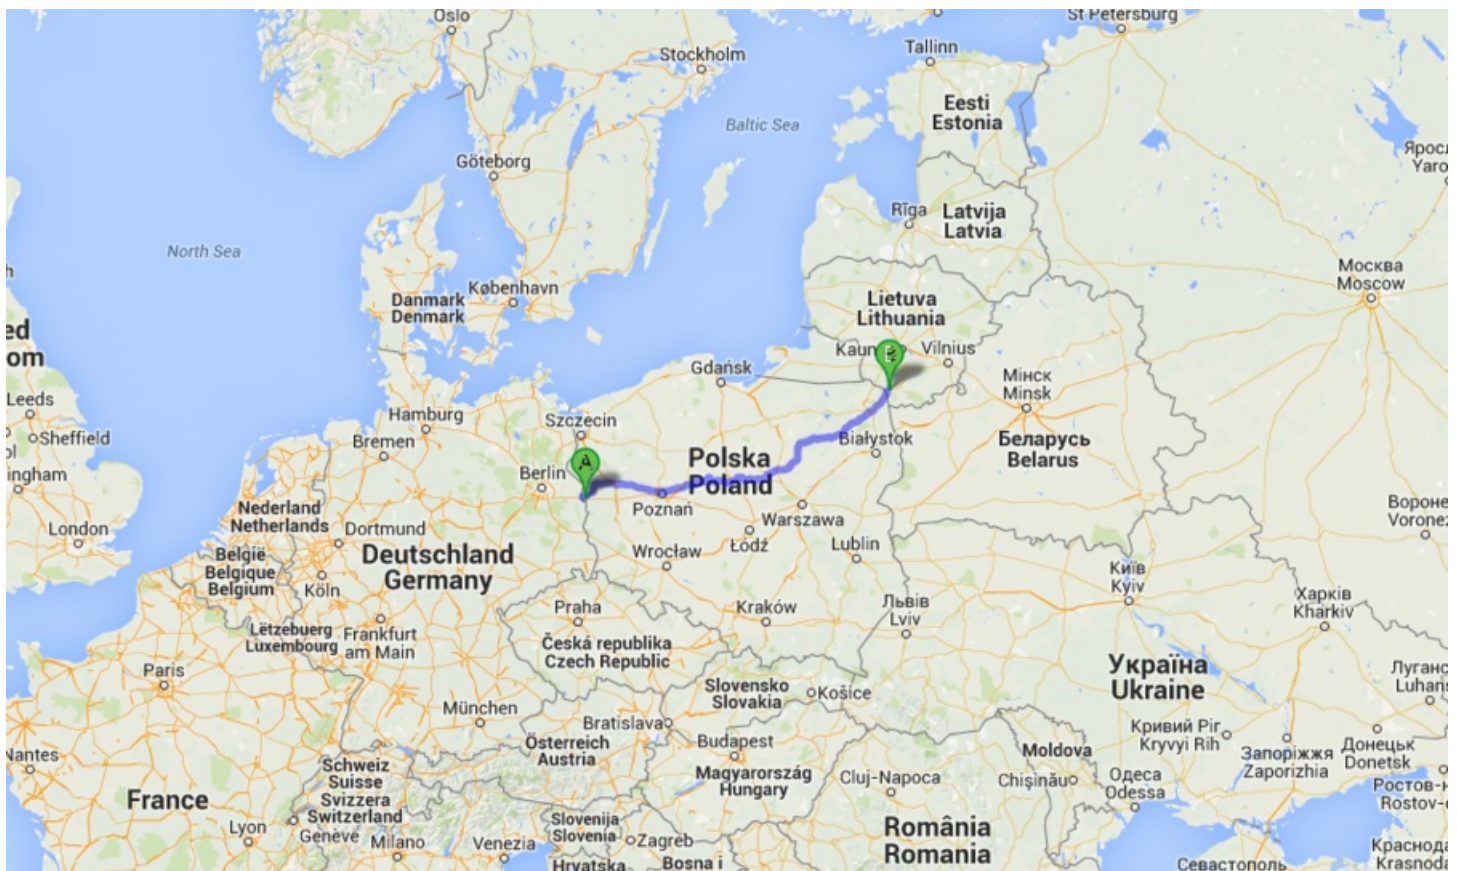 Oslo
St Petersburg
Tallinn
Stockholm
Eesti
Estonia
Baltic Sea
Göteborg
Яросл
Yaro
Rīga
Latvija
Latvia
North Sea
h
Москва
Moscow
København
Danmark
Denmark
Lietuva
Lithuania
ed
om
Kaun
Vilnius
Gdańsk
Мінск
Minsk
Leeds
Hamburg
Szczecin
Sheffield
Bremen
Białystok
Беларусь
Belarus
ol
ingham
Berlin
Polska
Poland
Nederland
Netherlands
Poznań
Warszawa
Вороне
Voronez
London
Dortmund
België
Belgique
Belgium
Deutschland
Germany
Wrocław
Łódź
Lublin
Köln
Київ
Kyiv
Praha
Kraków
Львів
Lviv
Харків
Kharkiv
Lëtzebuerg
Luxembourg
Frankfurt
am Main
Česká republika
Czech Republic
Paris
Україна
Ukraine
Луганс
Luhans
Slovensko
Slovakia
Košice
München
Bratislava
Кривий Ріг
Kryvyi Rih
Nantes
Österreich
Austria
Budapest
Moldova
Запоріжжя
Zaporizhia
Донецьк
Donetsk
Schweiz
Suisse
Svizzera
Switzerland
Magyarország
Hungary
Cluj-Napoca
Chișinău
Одеса
Odessa
Ростов-н
Rostov-o
France
Lyon
Genève
Milano
Venezia
Slovenija
Slovenia
Zagreb
România
Romania
Краснода
Krasnoda
Hrvatska
Bosna i
Севастополь